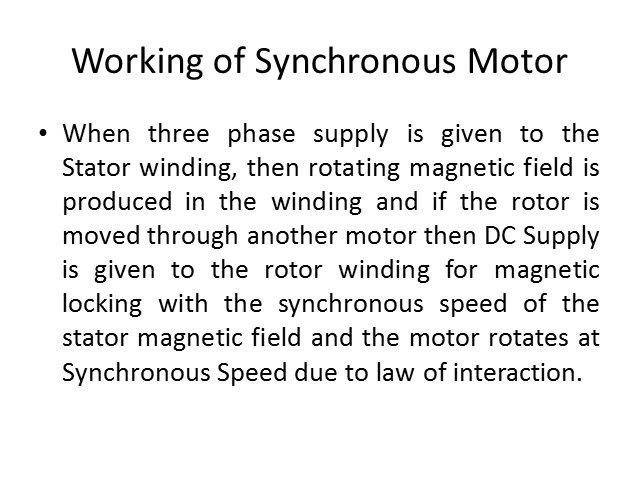 Working of Synchronous Motor
• When three phase supply is given to the
Stator winding, then rotating magnetic field is
produced in the winding and if the rotor is
moved through another motor then DC Supply
is given to the rotor winding for magnetic
locking with the synchronous speed of the
stator magnetic field and the motor rotates at
Synchronous Speed due to law of interaction.